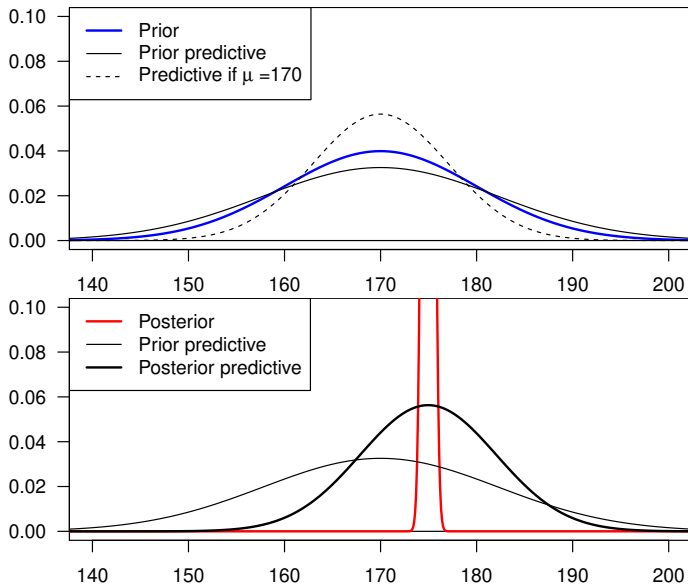 0.10
0.08
0.06
0.04
0.02
0.00
Prior
Prior predictive
Predictive if μ =170
140 150 160 170 180 190 200
0.10
0.08
0.06
0.04
0.02
0.00
Posterior
Prior predictive
Posterior predictive
140 150 160 170 180 190 200